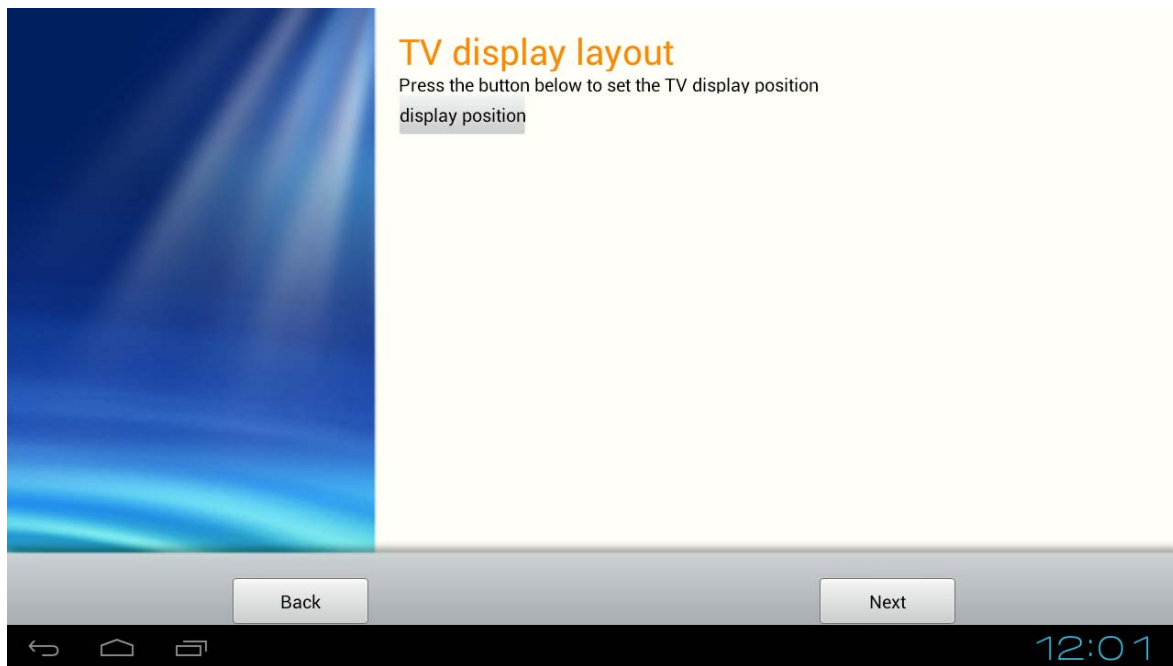 TV display layout
Press the button below to set the TV display position
display position
Back
Next
12:01